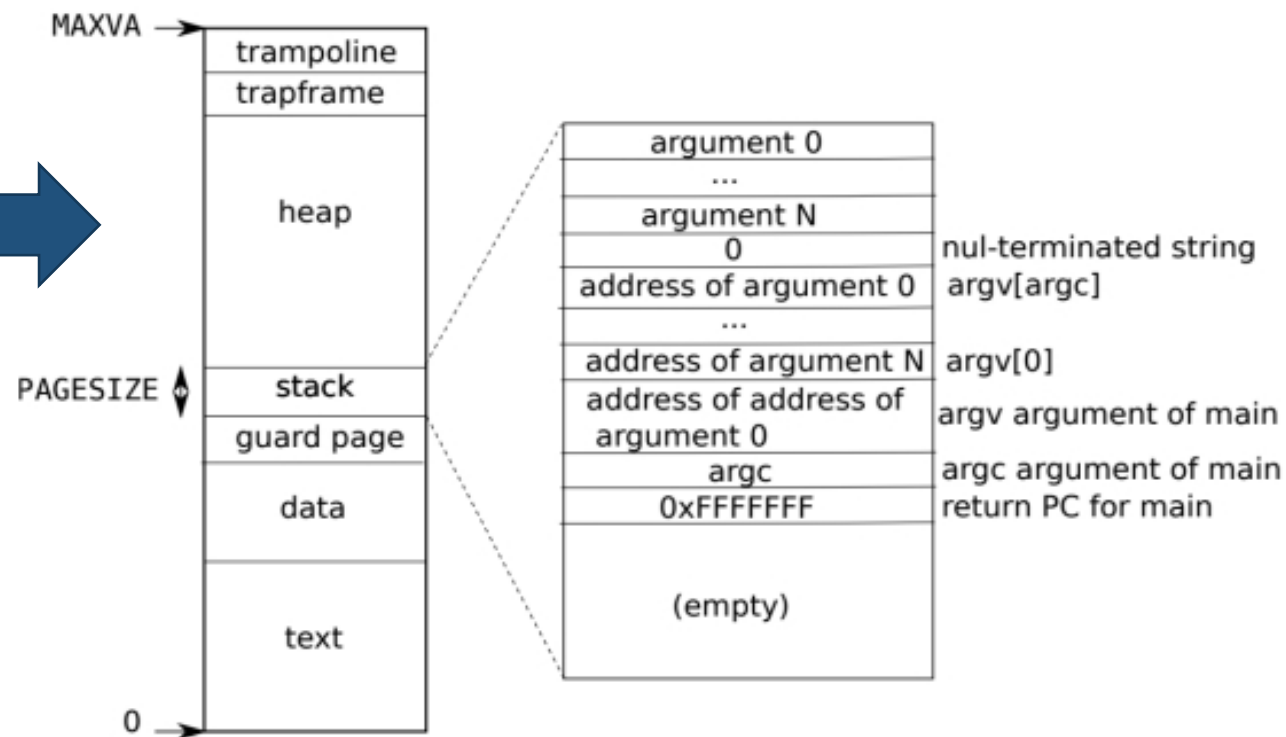 MAXVA
trampoline
trapframe
heap
PAGESIZE
stack
guard page
data
text
0
argument 0
...
argument N
0 nul-terminated string
address of argument 0 argv[argc]
...
address of argument N argv[0]
address of address of
argument 0
argv argument of main
argc argc argument of main
0xFFFFFFF return PC for main
(empty)